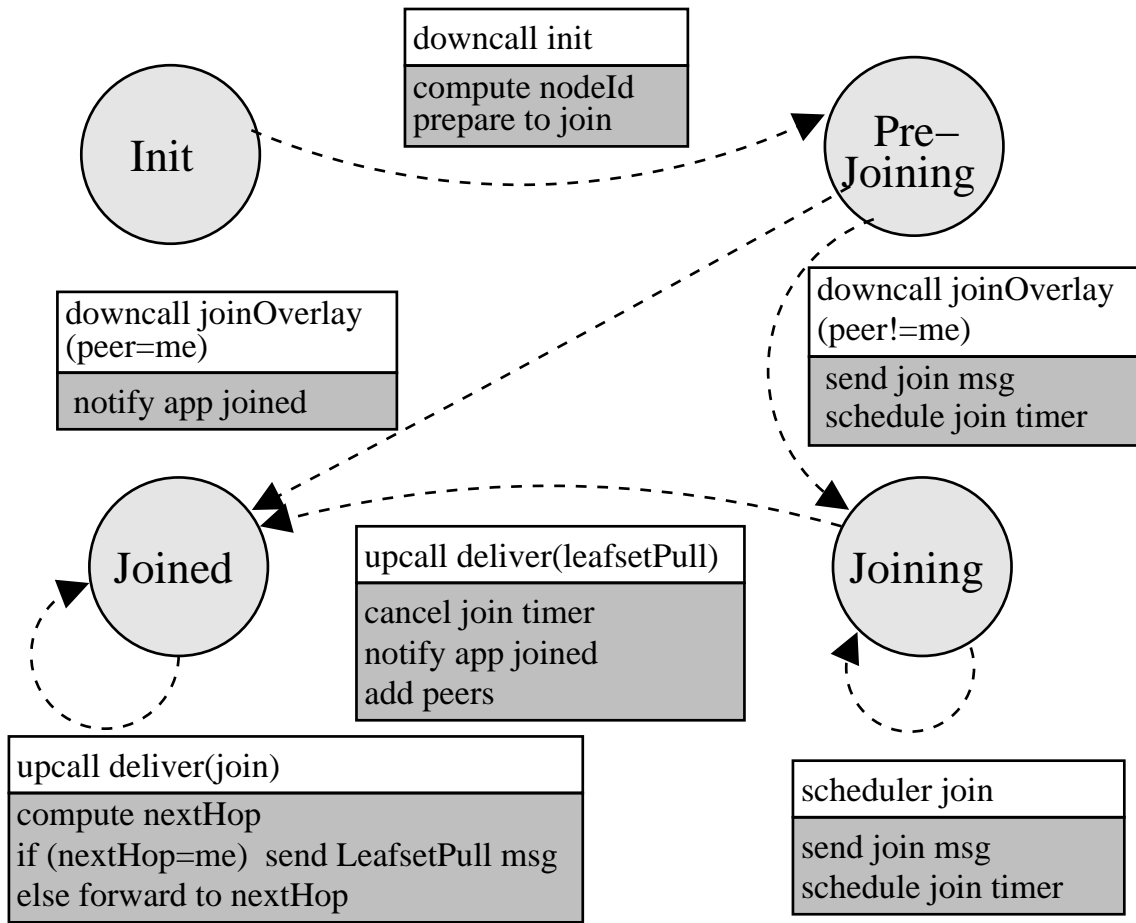 downcall init
compute nodeId
prepare to join
Init
Pre–
Joining
downcall joinOverlay
(peer=me)
notify app joined
downcall joinOverlay
(peer!=me)
send join msg
schedule join timer
Joined
Joining
upcall deliver(leafsetPull)
cancel join timer
notify app joined
add peers
upcall deliver(join)
compute nextHop
if (nextHop=me)  send LeafsetPull msg
else forward to nextHop
scheduler join
send join msg
schedule join timer